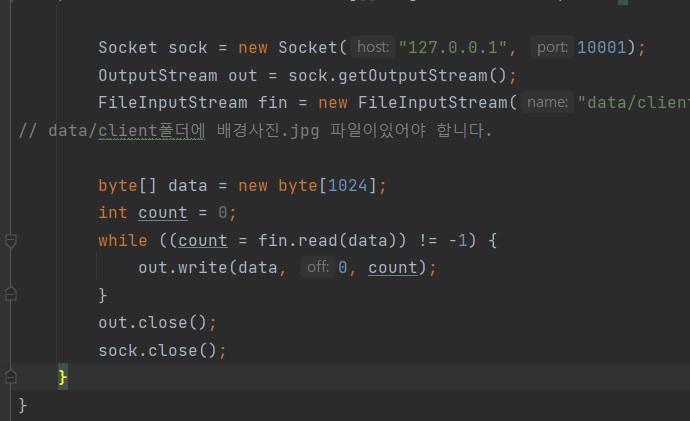 Socket sock = new Socket( host: "127.0.0.1", port: 10001);
OutputStream out = sock.getOutputStream();
FileInputStream fin = new FileInputStream( name: "data/client
// data/client폴더에 배경사진.jpg 파일이있어야 합니다.
byte[] data = new byte[1024];
int count = 0;
while ((count = fin.read(data)) != -1) {
out.write(data, off: 0, count);
}
out.close();
sock.close();
}
}